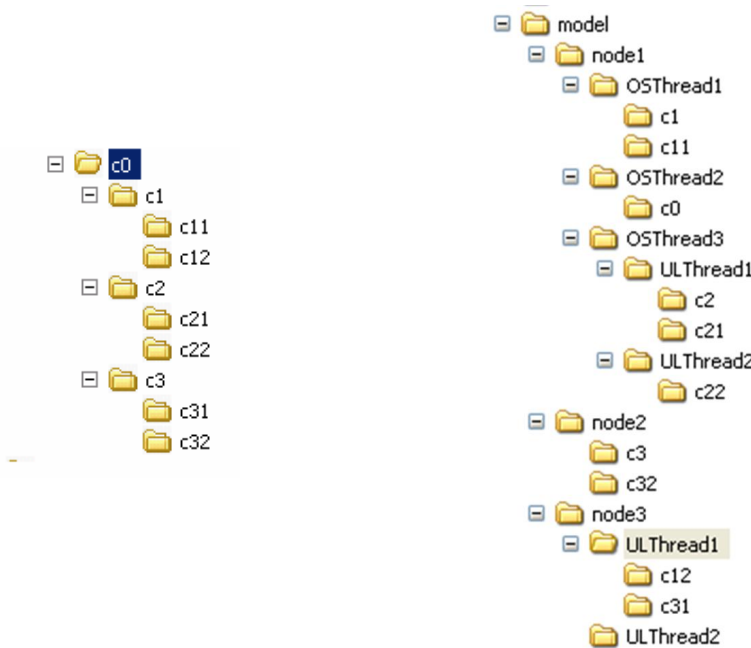 c0
c1
c11
c12
c2
c21
c22
c3
c31
c32
model
node1
OSThread1
c1
c11
OSThread2
c0
OSThread3
ULThread1
c2
c21
ULThread2
c22
node2
c3
c32
node3
ULThread1
c12
c31
ULThread2